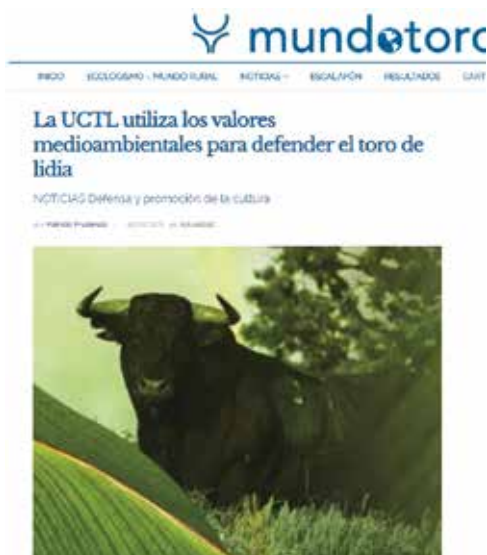 mundotoro
INICIO ECOLOGISMO - MUNDO RURAL NOTICIAS ESCALAFÓN RESULTADOS CART
La UCTL utiliza los valores
medioambientales para defender el toro de
lidia
NOTICIAS Defensa y promoción de la cultura